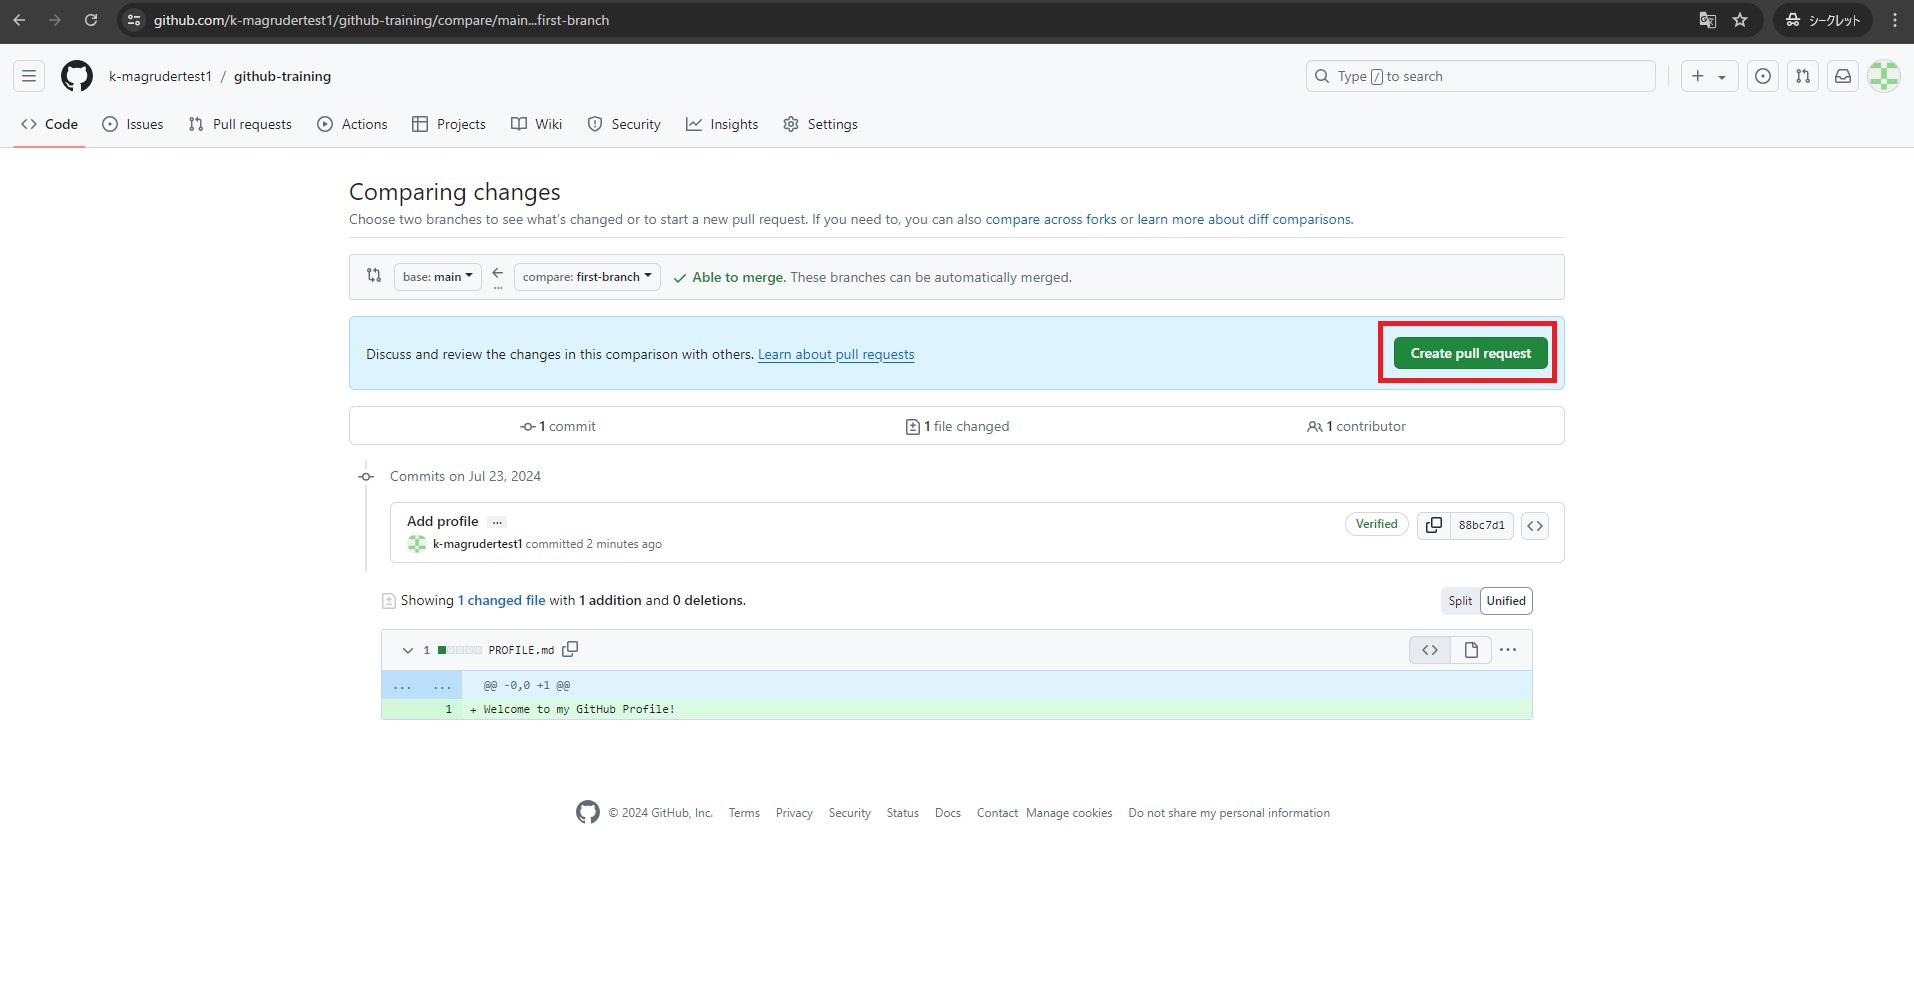 github.com/k-magrudertest1/github-training/compare/main...first-branch
シークレット
k-magrudertest1 / github-training
Type / to search
Code Issues Pull requests Actions Projects Wiki Security Insights Settings
Comparing changes
Choose two branches to see what's changed or to start a new pull request. If you need to, you can also compare across forks or learn more about diff comparisons.
base: main ... compare: first-branch Able to merge. These branches can be automatically merged.
Discuss and review the changes in this comparison with others. Learn about pull requests
Create pull request
1 commit 1 file changed 1 contributor
Commits on Jul 23, 2024
Add profile ...
Verified 88bc7d1
k-magrudertest1 committed 2 minutes ago
Showing 1 changed file with 1 addition and 0 deletions.
Split Unified
1 PROFILE.md
... ... @@ -0,0 +1 @@
1 + Welcome to my GitHub Profile!
© 2024 GitHub, Inc. Terms Privacy Security Status Docs Contact Manage cookies Do not share my personal information